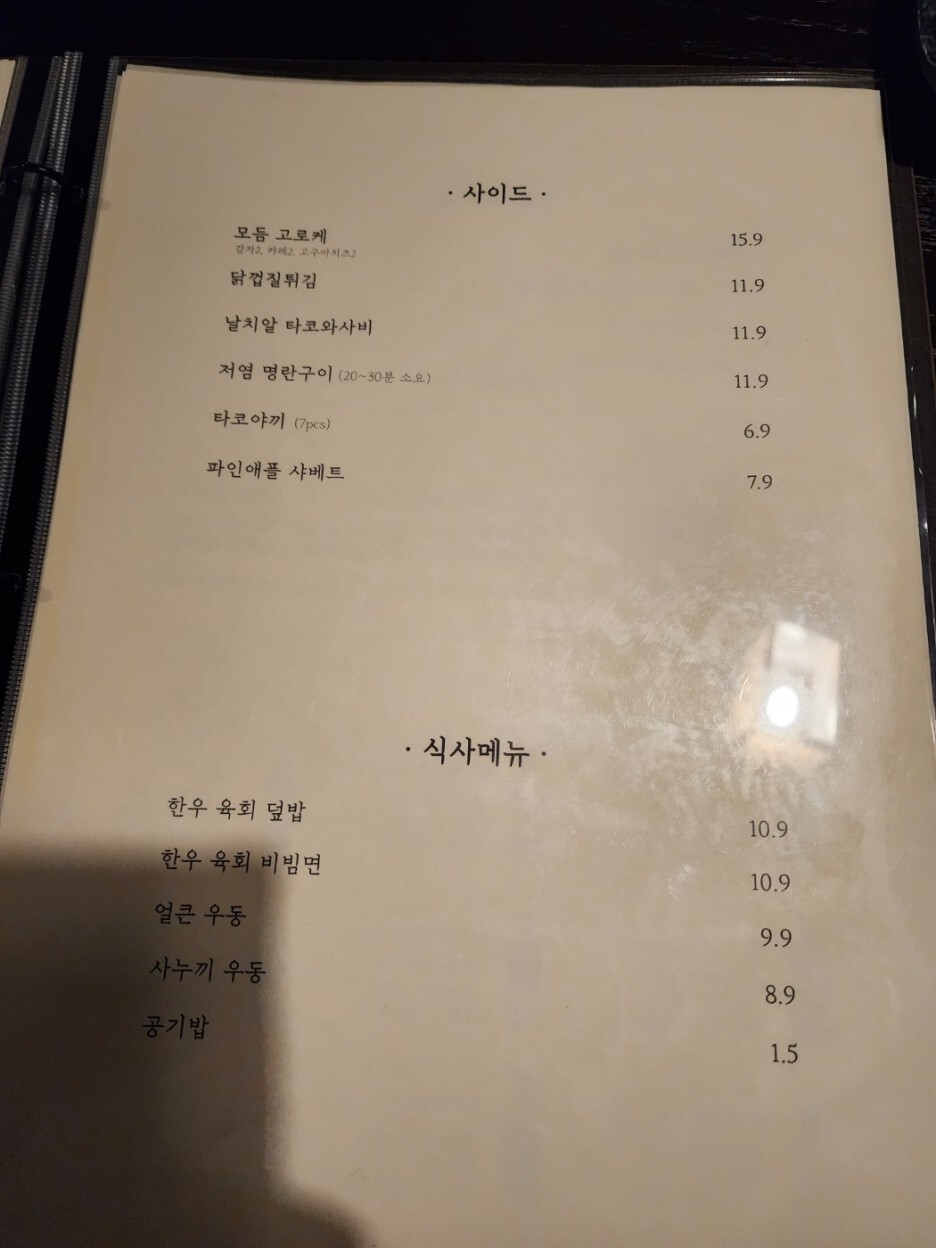 · 사이드 ·
모듬 고로케 15.9
감자2, 카레2, 고구마치즈2
닭껍질튀김 11.9
날치알 타코와사비 11.9
저염 명란구이 (20~30분 소요) 11.9
타코야끼 (7pcs) 6.9
파인애플 샤베트 7.9
· 식사메뉴 ·
한우 육회 덮밥 10.9
한우 육회 비빔면 10.9
얼큰 우동 9.9
사누끼 우동 8.9
공기밥 1.5